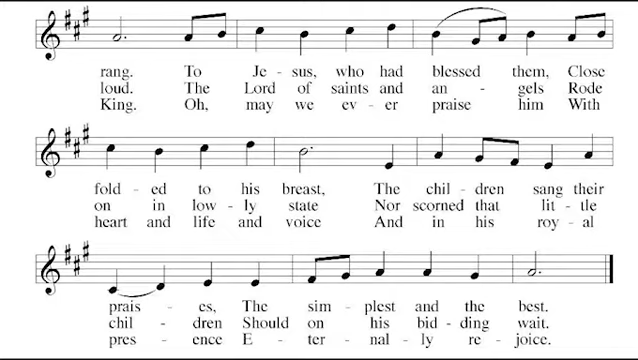 rang. To Je - sus, who had blessed them, Close
loud. The Lord of saints and an - gels Rode
King. Oh, may we ev - er praise him With
fold - ed to his breast, The chil - dren sang their
on in low - ly state Nor scorned that lit - tle
heart and life and voice And in his roy - al
prais - es, The sim - plest and the best.
chil - dren Should on his bid - ding wait.
pres - ence E - ter - nal - ly re - joice.